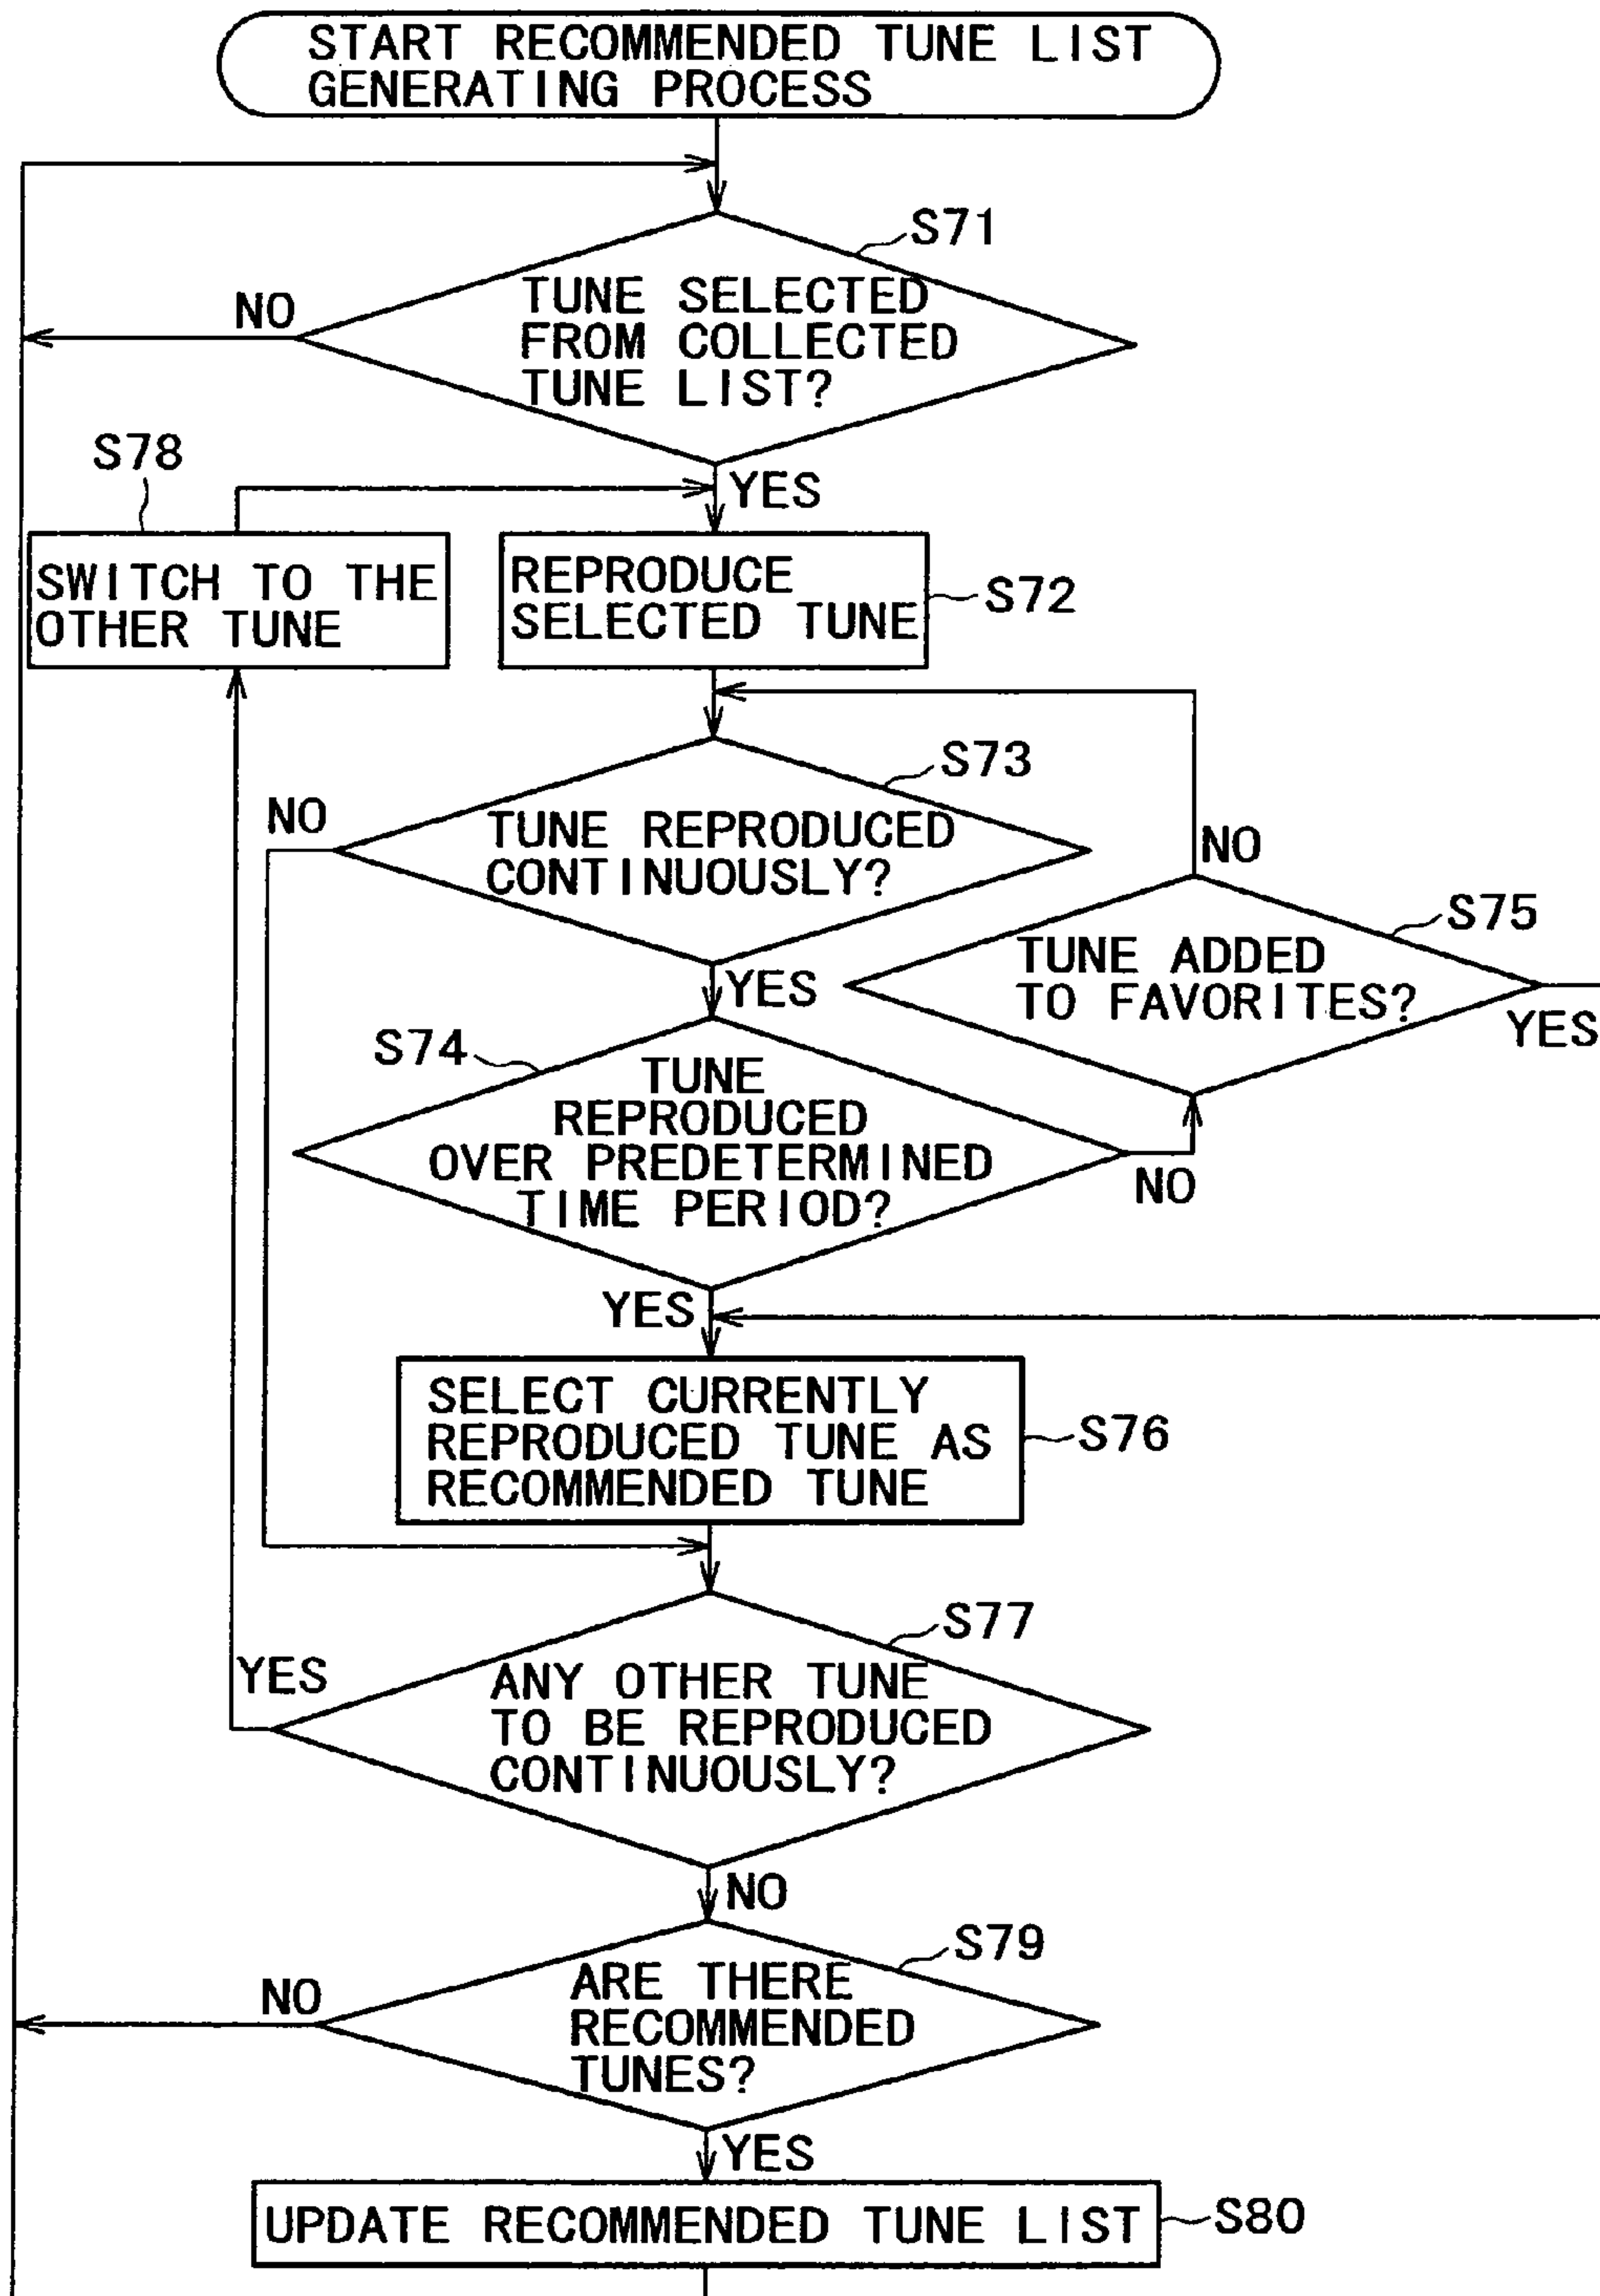 START RECOMMENDED TUNE LIST
GENERATING PROCESS
S71
TUNE SELECTED
FROM COLLECTED
TUNE LIST?
NO
YES
S78
SWITCH TO THE
OTHER TUNE
REPRODUCE
SELECTED TUNE
S72
S73
TUNE REPRODUCED
CONTINUOUSLY?
NO
YES
NO
S75
TUNE ADDED
TO FAVORITES?
YES
S74
TUNE
REPRODUCED
OVER PREDETERMINED
TIME PERIOD?
NO
YES
SELECT CURRENTLY
REPRODUCED TUNE AS
RECOMMENDED TUNE
S76
S77
YES
ANY OTHER TUNE
TO BE REPRODUCED
CONTINUOUSLY?
NO
S79
NO
ARE THERE
RECOMMENDED
TUNES?
YES
UPDATE RECOMMENDED TUNE LIST
S80